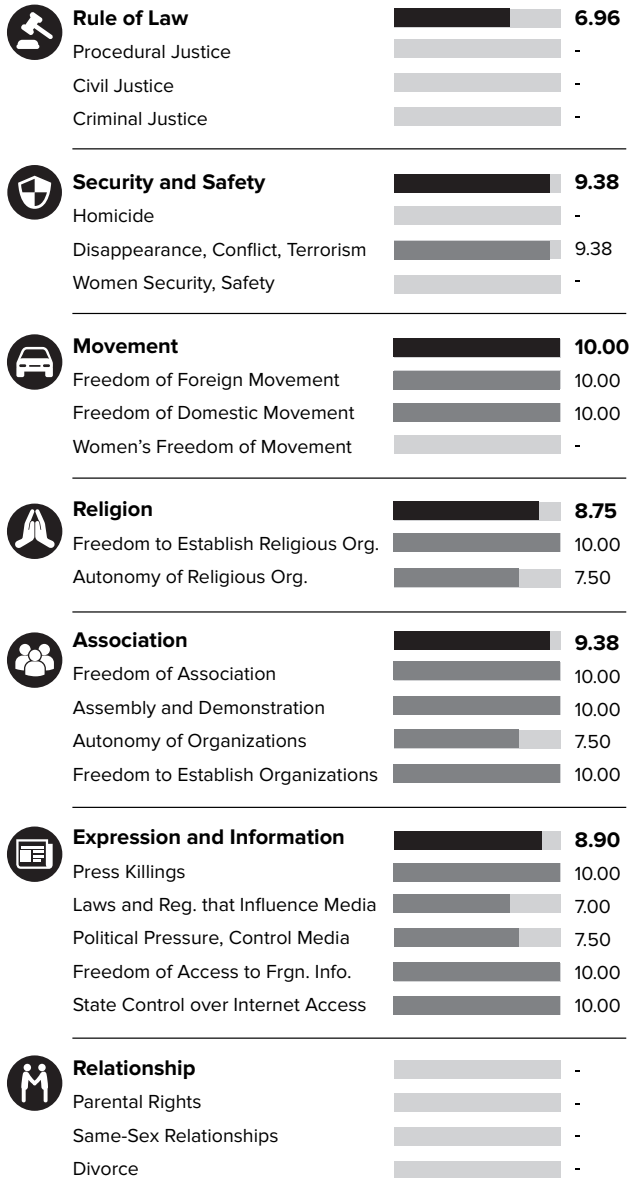 Rule of Law 6.96
Procedural Justice -
Civil Justice -
Criminal Justice -
Security and Safety 9.38
Homicide -
Disappearance, Conflict, Terrorism 9.38
Women Security, Safety -
Movement 10.00
Freedom of Foreign Movement 10.00
Freedom of Domestic Movement 10.00
Women's Freedom of Movement -
Religion 8.75
Freedom to Establish Religious Org. 10.00
Autonomy of Religious Org. 7.50
Association 9.38
Freedom of Association 10.00
Assembly and Demonstration 10.00
Autonomy of Organizations 7.50
Freedom to Establish Organizations 10.00
Expression and Information 8.90
Press Killings 10.00
Laws and Reg. that Influence Media 7.00
Political Pressure, Control Media 7.50
Freedom of Access to Frgn. Info. 10.00
State Control over Internet Access 10.00
Relationship -
Parental Rights -
Same-Sex Relationships -
Divorce -